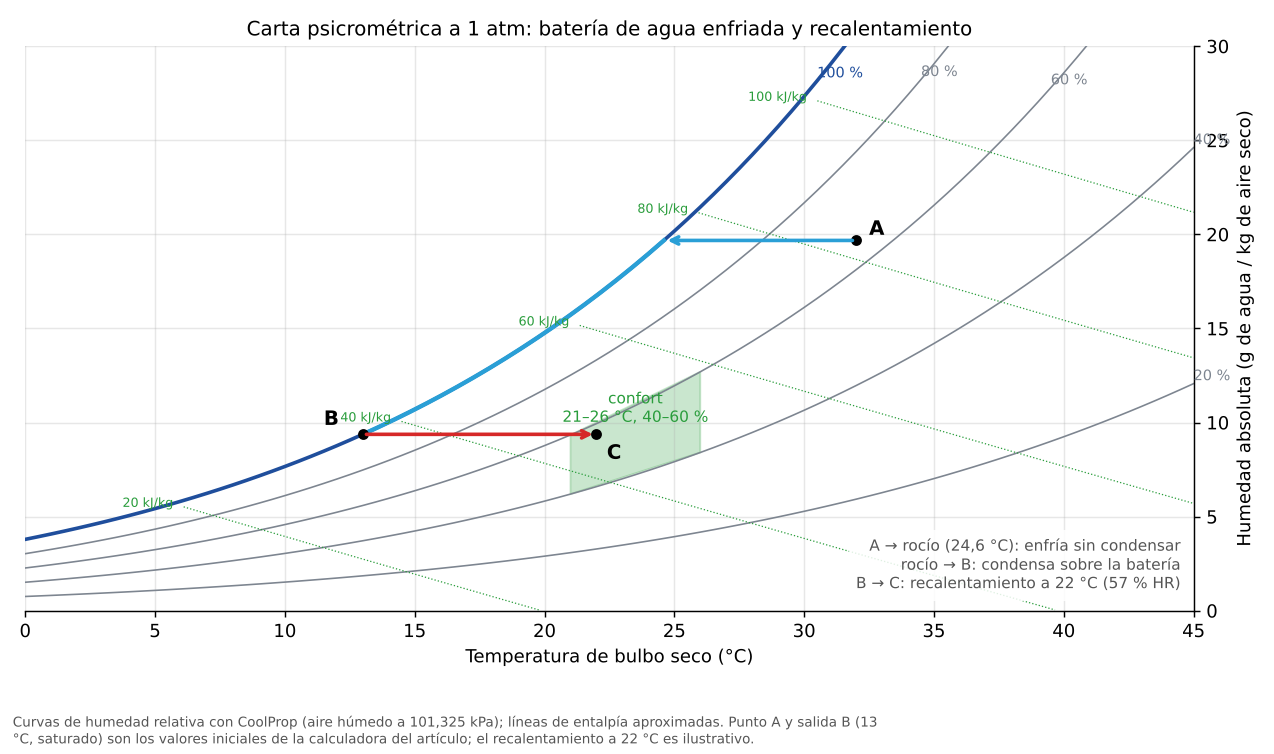 Carta psicrométrica a 1 atm: batería de agua enfriada y recalentamiento
30
100 %
80 %
60 %
100 kJ/kg
40 %
25
80 kJ/kg
A
20
60 kJ/kg
15
20 %
confort
21–26 °C, 40–60 %
B
40 kJ/kg
10
C
20 kJ/kg
5
A → rocío (24,6 °C): enfría sin condensar
rocío → B: condensa sobre la batería
B → C: recalentamiento a 22 °C (57 % HR)
0
Humedad absoluta (g de agua / kg de aire seco)
0 5 10 15 20 25 30 35 40 45
Temperatura de bulbo seco (°C)
Curvas de humedad relativa con CoolProp (aire húmedo a 101,325 kPa); líneas de entalpía aproximadas. Punto A y salida B (13
°C, saturado) son los valores iniciales de la calculadora del artículo; el recalentamiento a 22 °C es ilustrativo.